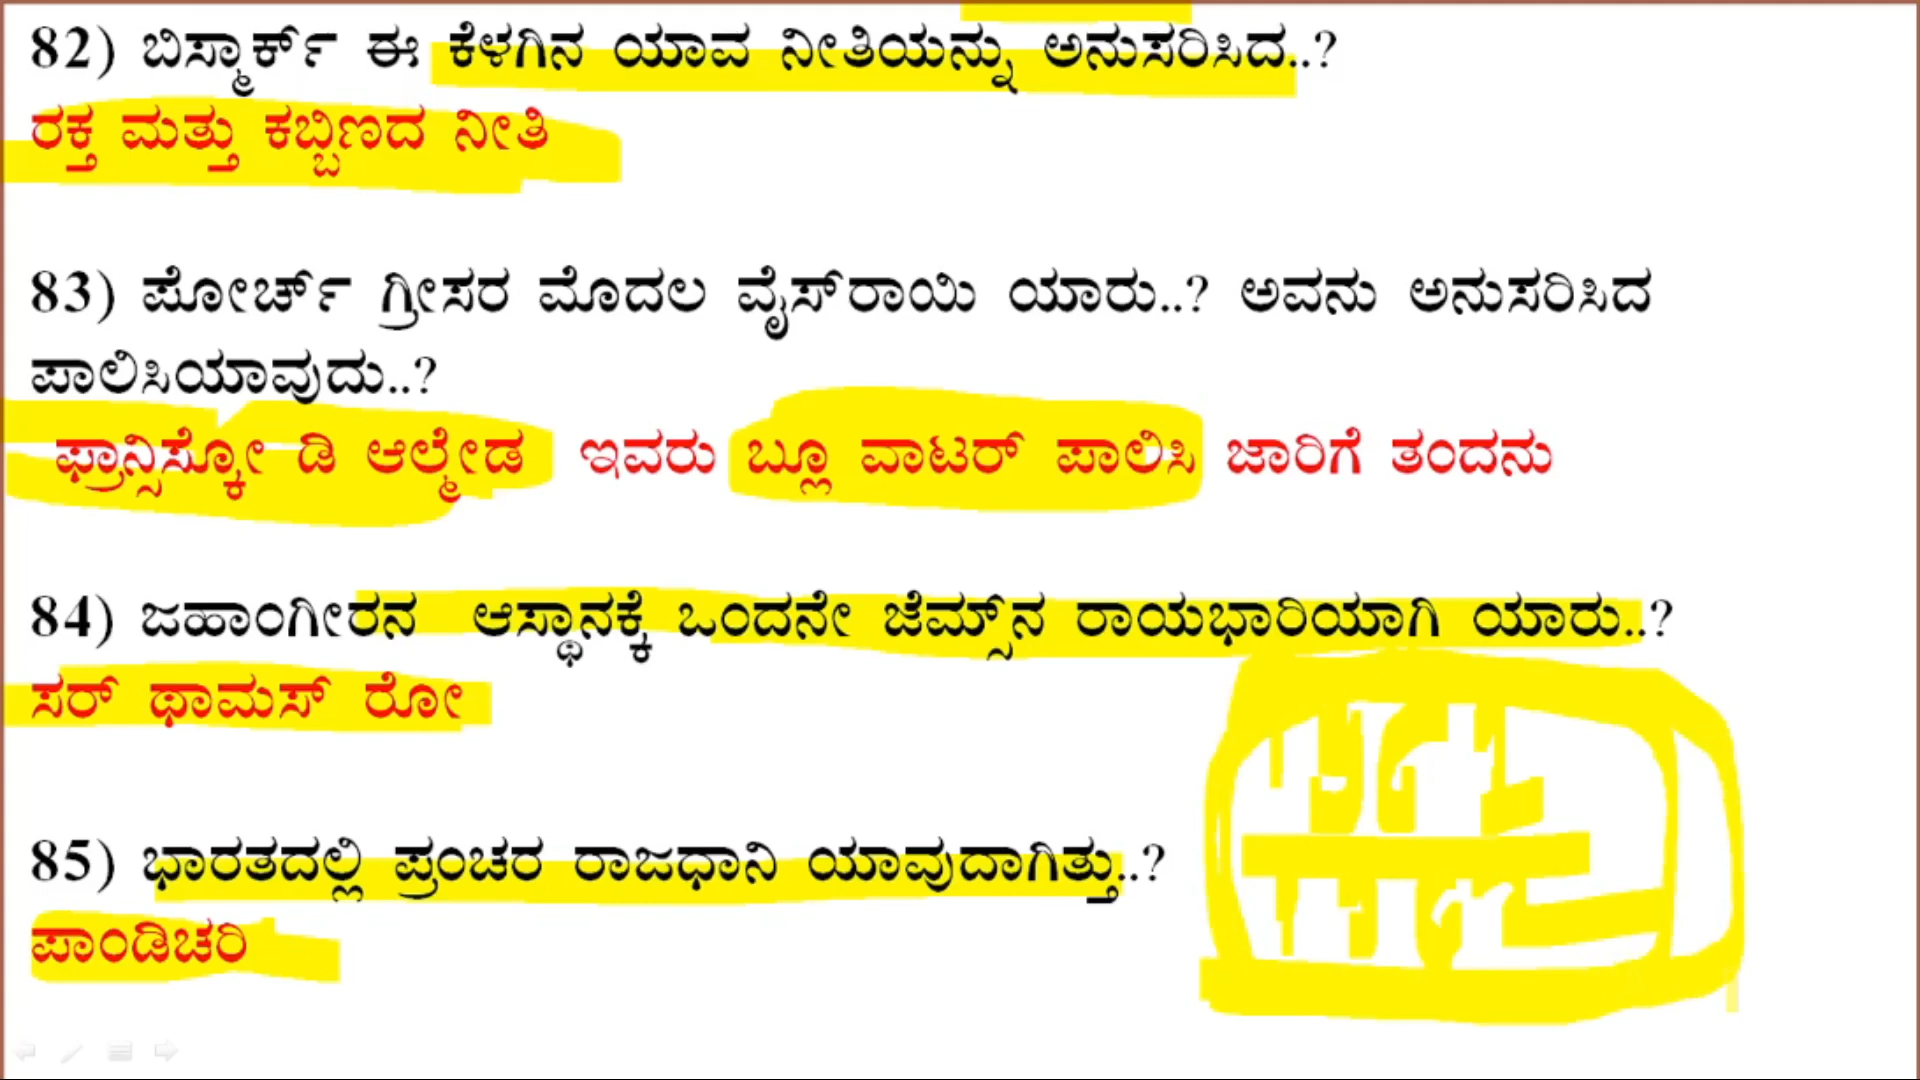 82) ಬಿಸ್ಮಾರ್ಕ್ ಈ ಕೆಳಗಿನ ಯಾವ ನೀತಿಯನ್ನು ಅನುಸರಿಸಿದ..?
ರಕ್ತ ಮತ್ತು ಕಬ್ಬಿಣದ ನೀತಿ
83) ಪೋರ್ಚ್ ಗ್ರೀಸರ ಮೊದಲ ವೈಸ್‌ರಾಯಿ ಯಾರು..? ಅವನು ಅನುಸರಿಸಿದ
ಪಾಲಿಸಿಯಾವುದು..?
ಫ್ರಾನ್ಸಿಸ್ಕೋ ಡಿ ಆಲ್ಮೇಡ ಇವರು ಬ್ಲೂ ವಾಟರ್ ಪಾಲಿಸಿ ಜಾರಿಗೆ ತಂದನು
84) ಜಹಾಂಗೀರನ ಆಸ್ಥಾನಕ್ಕೆ ಒಂದನೇ ಜೆಮ್ಸ್‌ನ ರಾಯಭಾರಿಯಾಗಿ ಯಾರು..?
ಸರ್ ಥಾಮಸ್ ರೋ
85) ಭಾರತದಲ್ಲಿ ಪ್ರಂಚರ ರಾಜಧಾನಿ ಯಾವುದಾಗಿತ್ತು..?
ಪಾಂಡಿಚರಿ